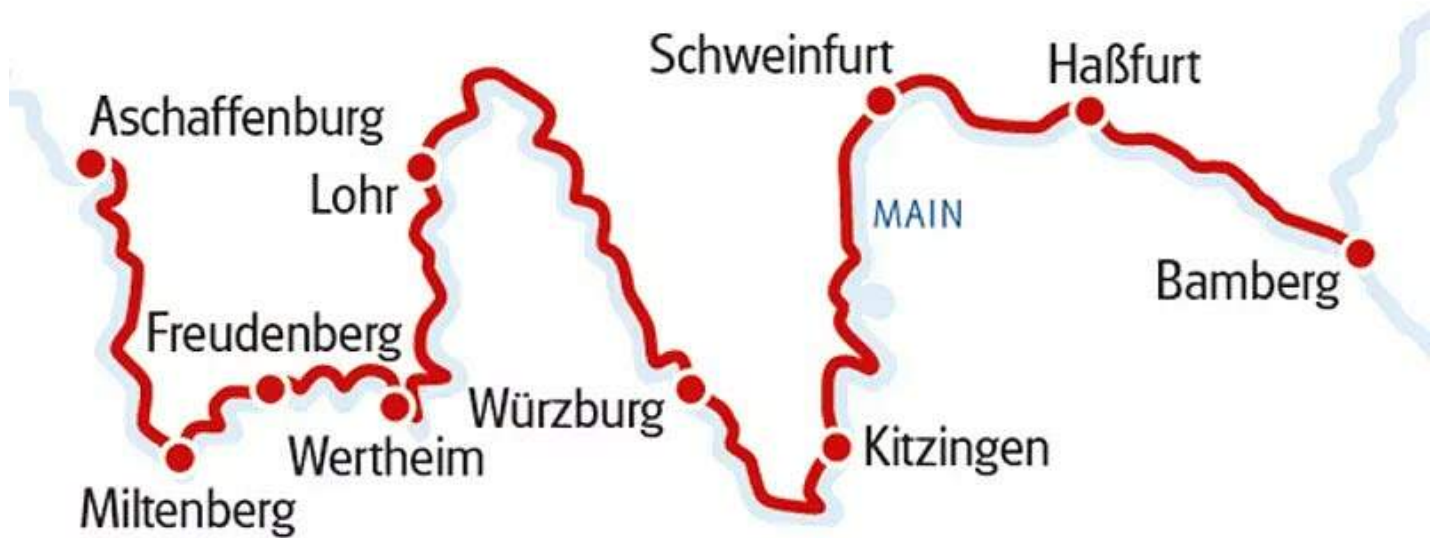 Schweinfurt
Haßfurt
Aschaffenburg
Lohr
MAIN
Bamberg
Freudenberg
Würzburg
Wertheim
Kitzingen
Miltenberg